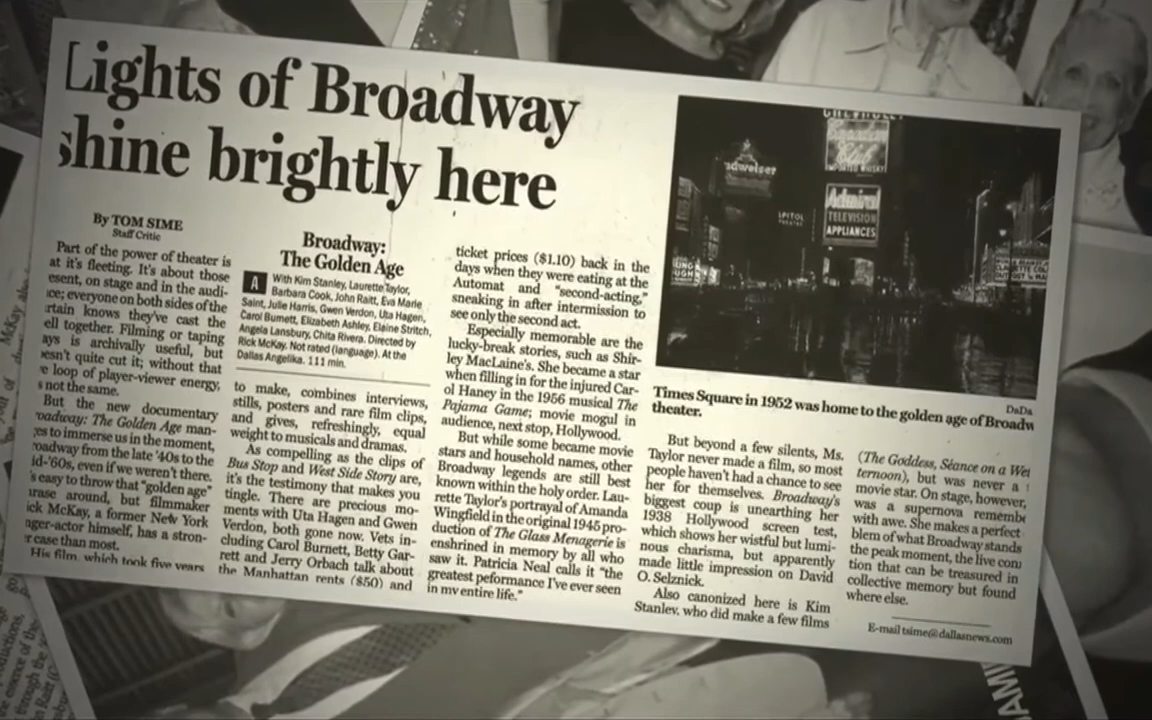 Lights of Broadway
shine brightly here
By TOM SIME
Staff Critic
Part of the power of theater is
at it's fleeting. It's about those
esent, on stage and in the audi-
ice; everyone on both sides of the
rtain knows they've cast the
ell together. Filming or taping
ays is archivally useful, but
esn't quite cut it; without that
e loop of player-viewer energy,
s not the same.
But the new documentary
roadway: The Golden Age man-
es to immerse us in the moment,
roadway from the late '40s to the
id-'60s, even if we weren't there.
s easy to throw that "golden age"
rase around, but filmmaker
ick McKay, a former New York
nger-actor himself, has a stron-
r case than most.
His film, which took five years
Broadway:
The Golden Age
A
With Kim Stanley, Laurette Taylor,
Barbara Cook, John Raitt, Eva Marie
Saint, Julie Harris, Gwen Verdon, Uta Hagen,
Carol Burnett, Elizabeth Ashley, Elaine Stritch,
Angela Lansbury, Chita Rivera. Directed by
Rick McKay. Not rated (language). At the
Dallas Angelika. 111 min.
to make, combines interviews,
stills, posters and rare film clips,
and gives, refreshingly, equal
weight to musicals and dramas.
As compelling as the clips of
Bus Stop and West Side Story are,
it's the testimony that makes you
tingle. There are precious mo-
ments with Uta Hagen and Gwen
Verdon, both gone now. Vets in-
cluding Carol Burnett, Betty Gar-
rett and Jerry Orbach talk about
the Manhattan rents ($50) and
ticket prices ($1.10) back in the
days when they were eating at the
Automat and "second-acting,"
sneaking in after intermission to
see only the second act.
Especially memorable are the
lucky-break stories, such as Shir-
ley MacLaine's. She became a star
when filling in for the injured Car-
ol Haney in the 1956 musical The
Pajama Game; movie mogul in
audience, next stop, Hollywood.
But while some became movie
stars and household names, other
Broadway legends are still best
known within the holy order. Lau-
rette Taylor's portrayal of Amanda
Wingfield in the original 1945 pro-
duction of The Glass Menagerie is
enshrined in memory by all who
saw it. Patricia Neal calls it "the
greatest peformance I've ever seen
in my entire life."
Budweiser
IMPORTED WHISKY
Admiral
TELEVISION
APPLIANCES
CAPITOL
DaDa
Times Square in 1952 was home to the golden age of Broadw
theater.
But beyond a few silents, Ms.
Taylor never made a film, so most
people haven't had a chance to see
her for themselves. Broadway's
biggest coup is unearthing her
1938 Hollywood screen test,
which shows her wistful but lumi-
nous charisma, but apparently
made little impression on David
O. Selznick.
Also canonized here is Kim
Stanley, who did make a few films
(The Goddess, Séance on a Wet
ternoon), but was never a
movie star. On stage, however,
was a supernova remembe
with awe. She makes a perfect
blem of what Broadway stands
the peak moment, the live com
tion that can be treasured in
collective memory but found
where else.
E-mail tsime@dallasnews.com